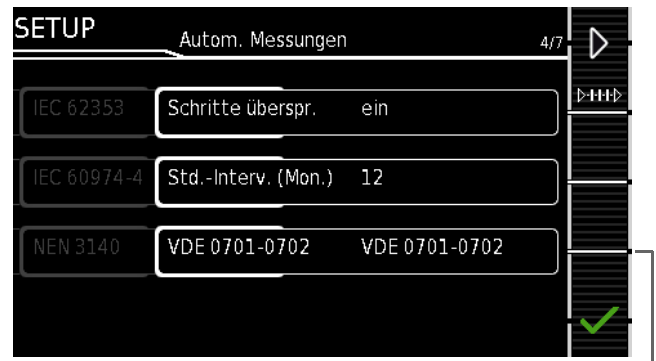 SETUP
Autom. Messungen 4/7
IEC 62353 Schritte überspr. ein
IEC 60974-4 Std.-Interv. (Mon.) 12
NEN 3140 VDE 0701-0702 VDE 0701-0702